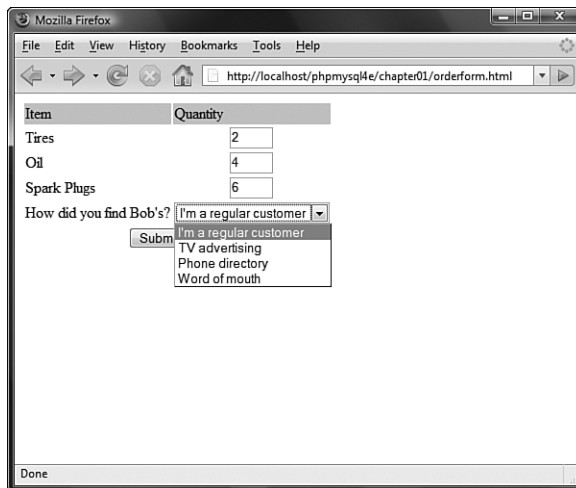 Mozilla Firefox
File Edit View History Bookmarks Tools Help
http://localhost/phpmysql4e/chapter01/orderform.html
Item Quantity
Tires 2
Oil 4
Spark Plugs 6
How did you find Bob's? I'm a regular customer
I'm a regular customer
Subm
TV advertising
Phone directory
Word of mouth
Done